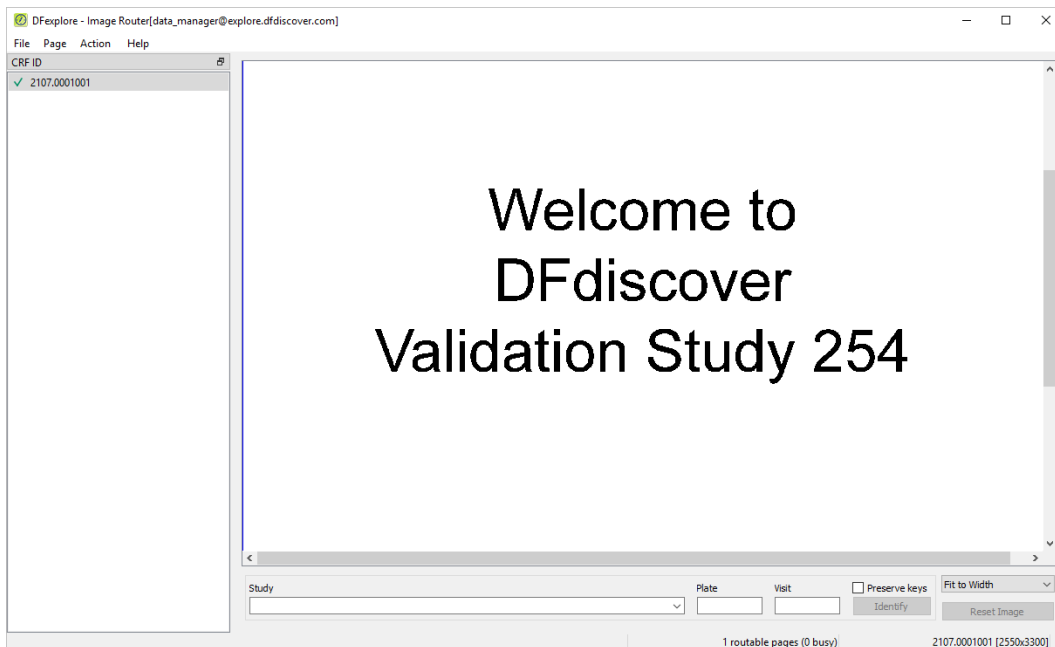 DFexplore - Image Router[data_manager@explore.dfdiscover.com]
File Page Action Help
CRF ID
2107.0001001
Welcome to
DFdiscover
Validation Study 254
Study Plate Visit Preserve keys Fit to Width
Identify Reset Image
1 routable pages (0 busy) 2107.0001001 [2550x3300]